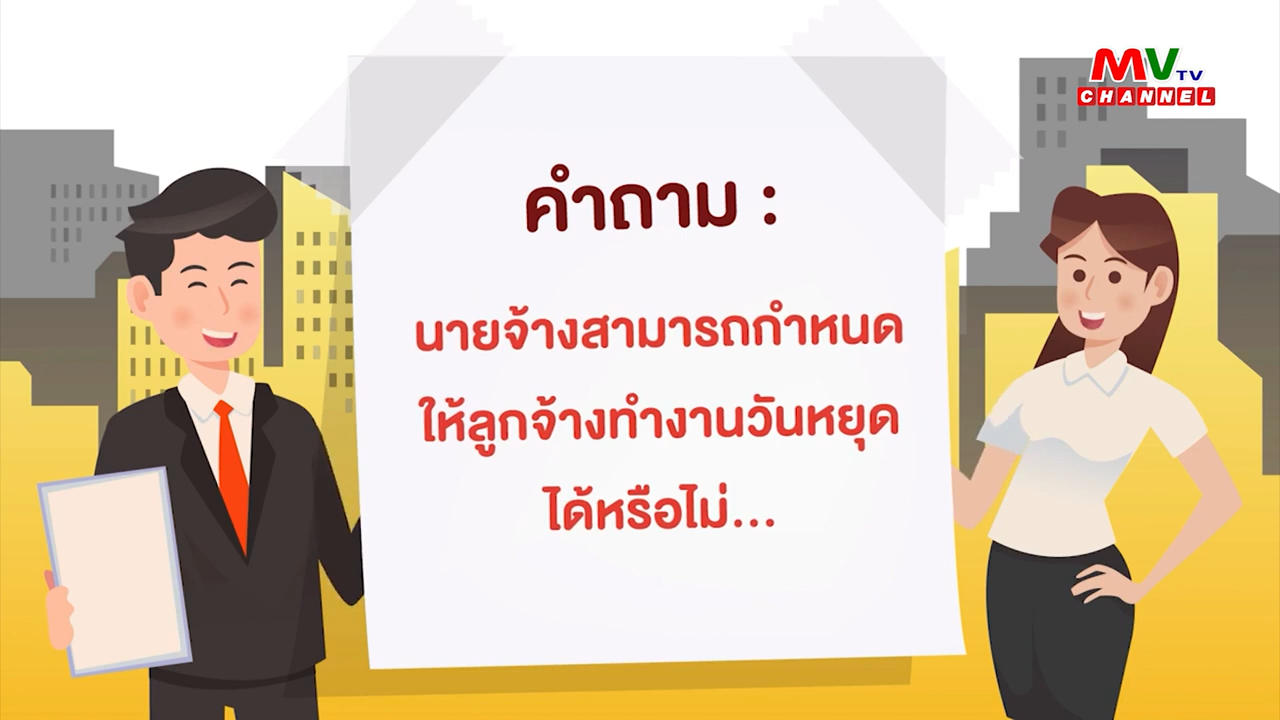 MV TV
CHANNEL
คำถาม :
นายจ้างสามารถกำหนด
ให้ลูกจ้างทำงานวันหยุด
ได้หรือไม่...